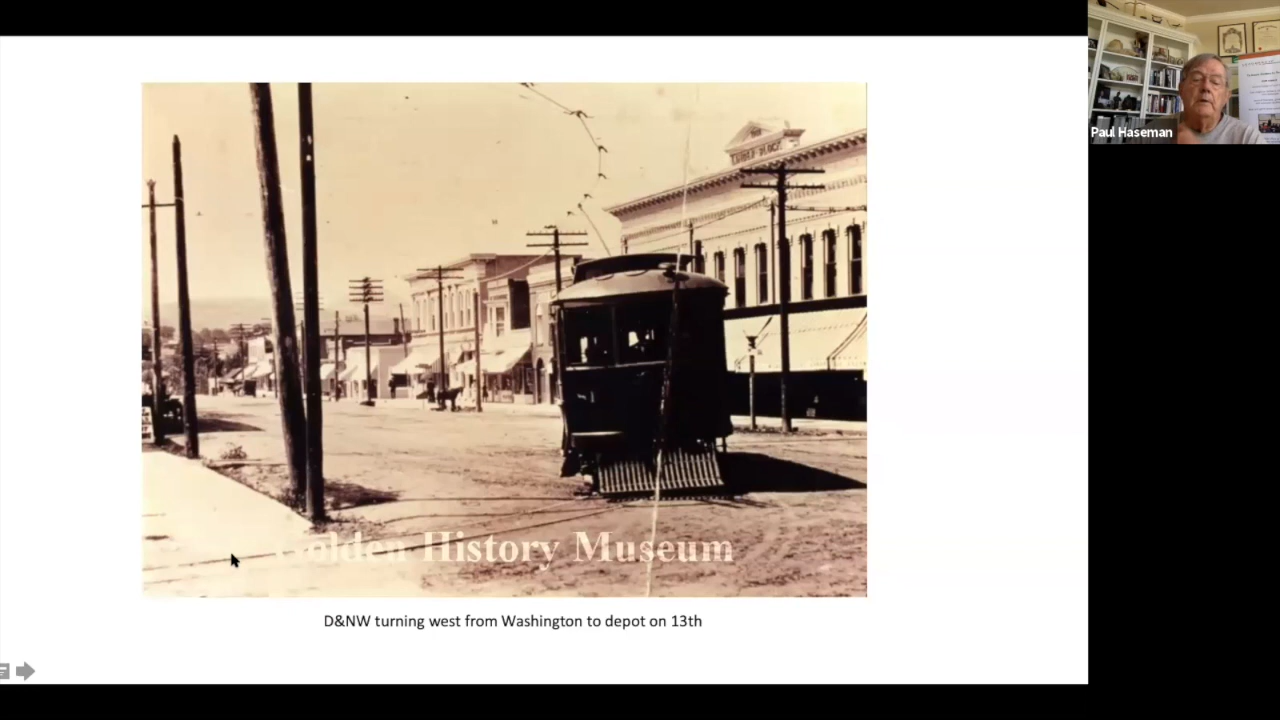 Golden History Museum
D&NW turning west from Washington to depot on 13th
Paul Haseman